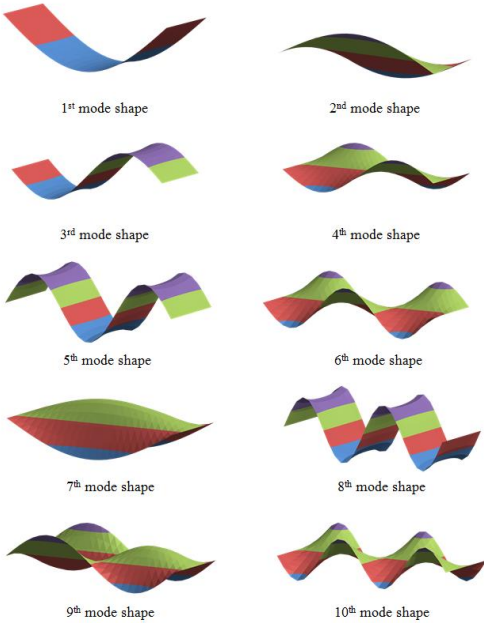 1st mode shape
2nd mode shape
3rd mode shape
4th mode shape
5th mode shape
6th mode shape
7th mode shape
8th mode shape
9th mode shape
10th mode shape